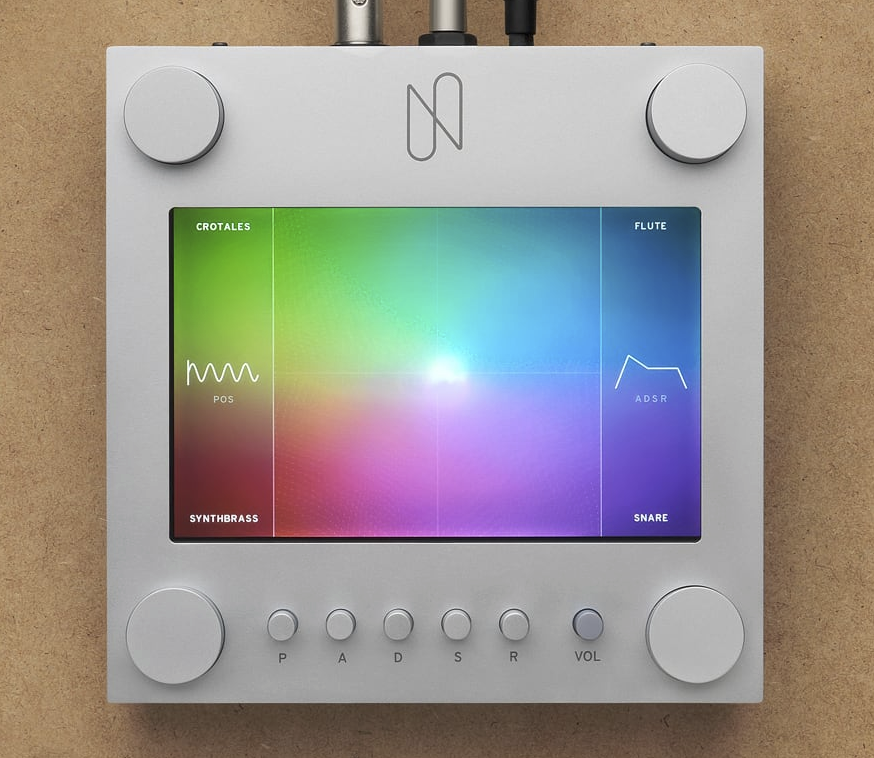 CROTALES
FLUTE
POS
ADSR
SYNTHBRASS
SNARE
P A D S R VOL